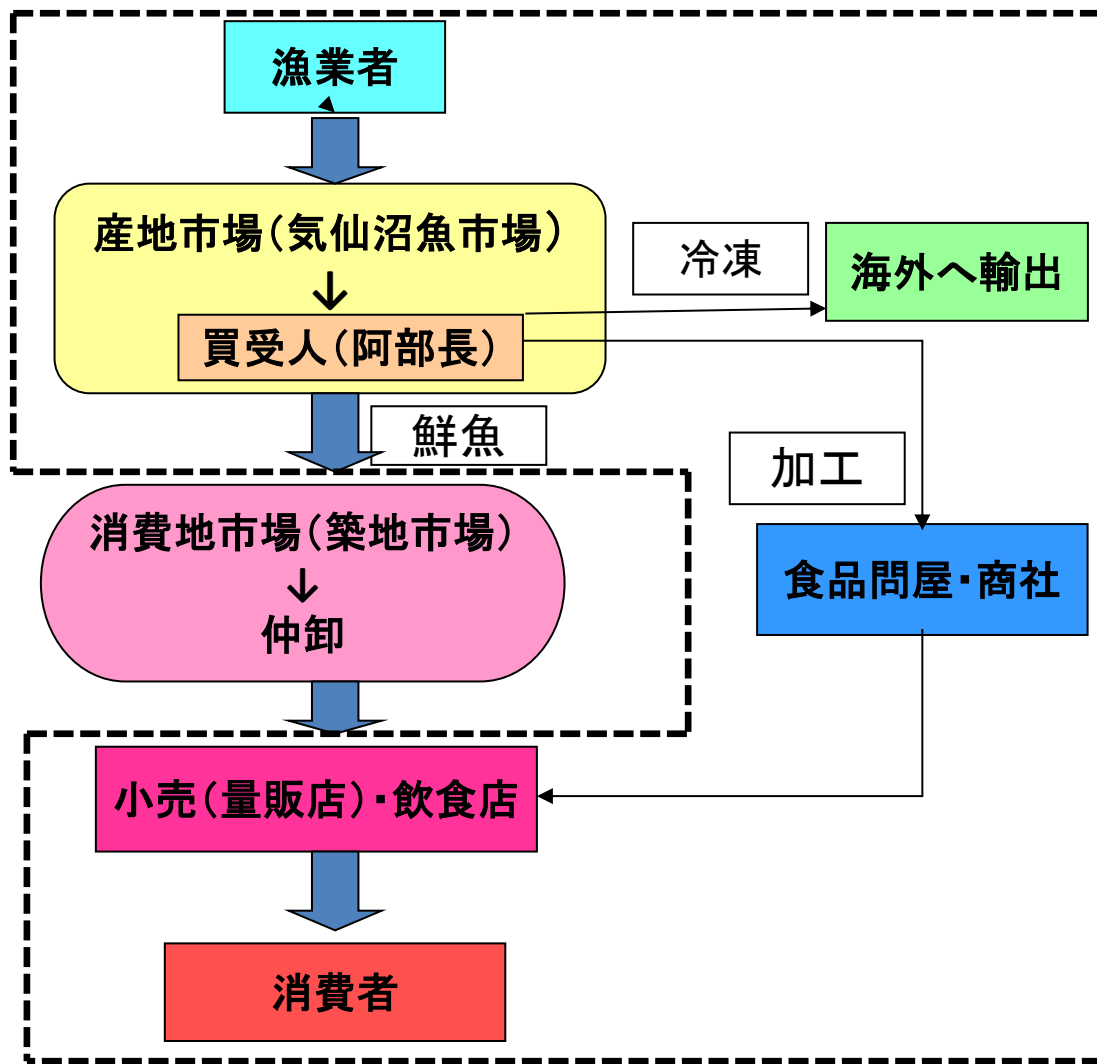 漁業者
産地市場（気仙沼魚市場）
↓
買受人（阿部長）
冷凍
海外へ輸出
鮮魚
加工
消費地市場（築地市場）
↓
仲卸
食品問屋・商社
小売（量販店）・飲食店
消費者